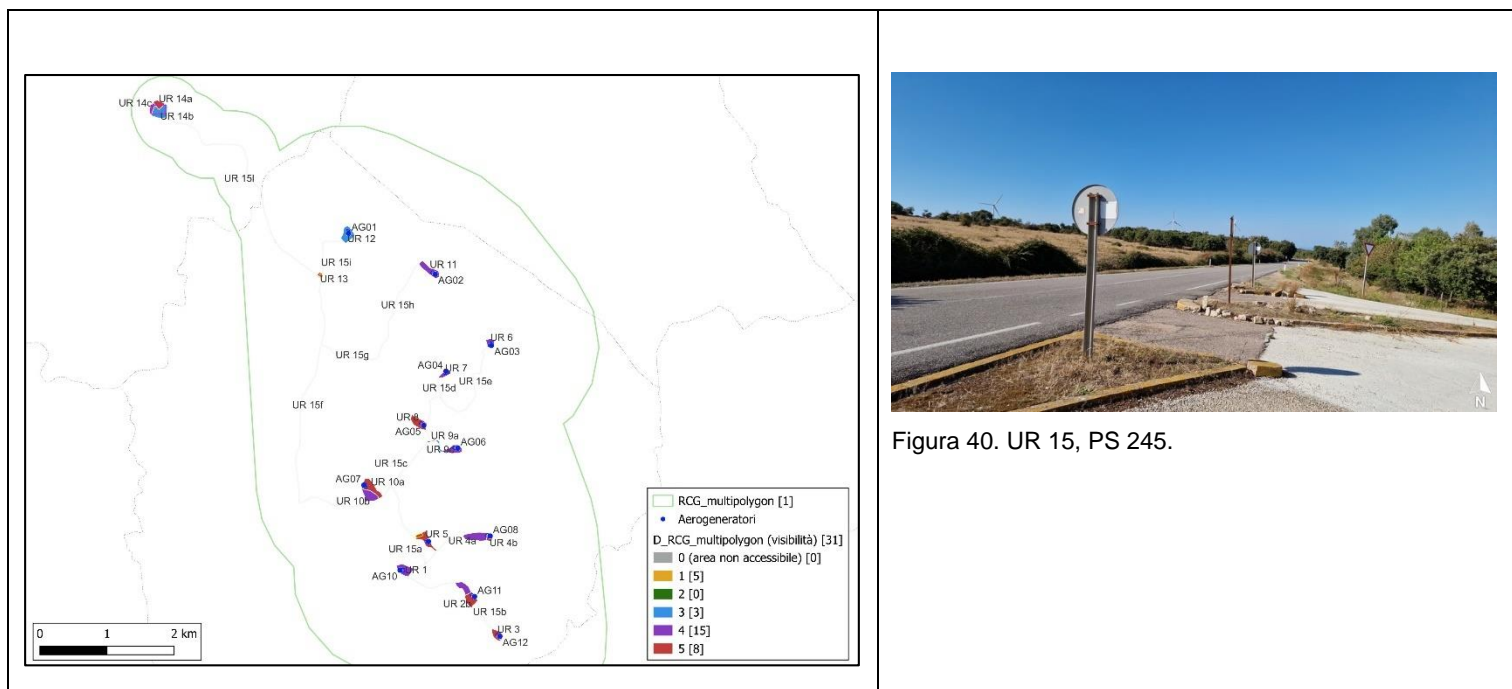 UR 14c
UR 14a
UR 14b
UR 15l
AG01
UR 12
UR 15i
UR 13
UR 11
AG02
UR 15h
UR 6
AG03
UR 15g
AG04
UR 7
UR 15d
UR 15e
UR 15f
UR 8
AG05
UR 9a
AG06
UR 15c
AG07
UR 10a
UR 10b
AG08
UR 5
UR 4a
UR 4b
UR 15a
AG10
UR 1
AG11
UR 2b
UR 15b
UR 3
AG12
0 1 2 km
RCG_multipolygon [1]
Aerogeneratori
D_RCG_multipolygon (visibilità) [31]
0 (area non accessibile) [0]
1 [5]
2 [0]
3 [3]
4 [15]
5 [8]
N
Figura 40. UR 15, PS 245.